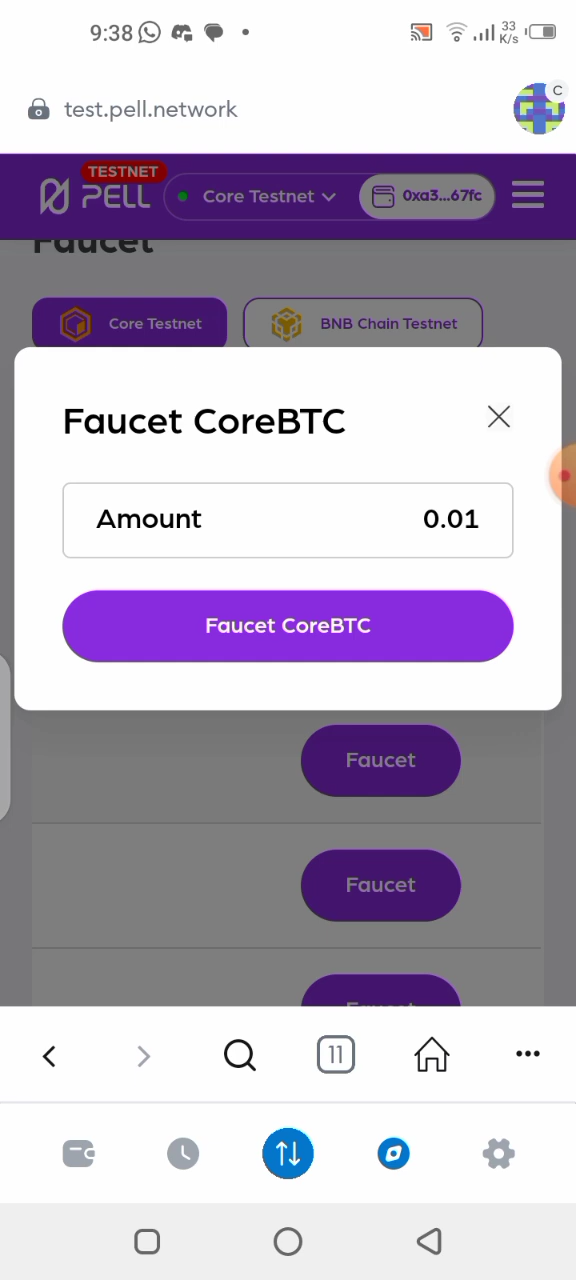 9:38
33
K/s
test.pell.network
C
TESTNET
PELL
Core Testnet
0xa3...67fc
Faucet
Core Testnet
BNB Chain Testnet
Faucet CoreBTC
Amount
0.01
Faucet CoreBTC
Faucet
Faucet
Faucet
11